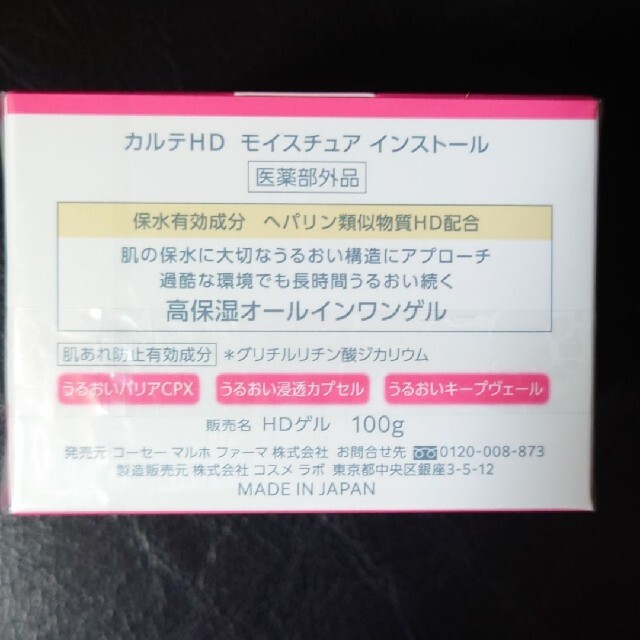 カルテHD モイスチュア インストール
医薬部外品
保水有効成分 ヘパリン類似物質HD配合
肌の保水に大切なうるおい構造にアプローチ
過酷な環境でも長時間うるおい続く
高保湿オールインワンゲル
肌あれ防止有効成分 *グリチルリチン酸ジカリウム
うるおいバリアCPX うるおい浸透カプセル うるおいキープヴェール
販売名 HDゲル 100g
発売元 コーセー マルホ ファーマ 株式会社 お問合せ先 0120-008-873
製造販売元 株式会社 コスメ ラボ 東京都中央区銀座3-5-12
MADE IN JAPAN